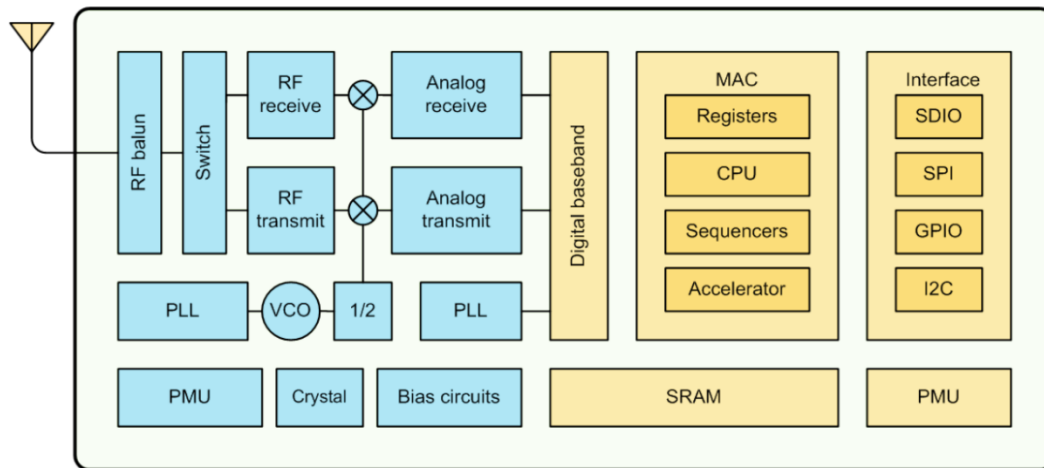 RF balun
Switch
RF
receive
RF
transmit
Analog
receive
Analog
transmit
PLL
VCO
1/2
PLL
Digital baseband
MAC
Registers
CPU
Sequencers
Accelerator
Interface
SDIO
SPI
GPIO
I2C
PMU
Crystal
Bias circuits
SRAM
PMU